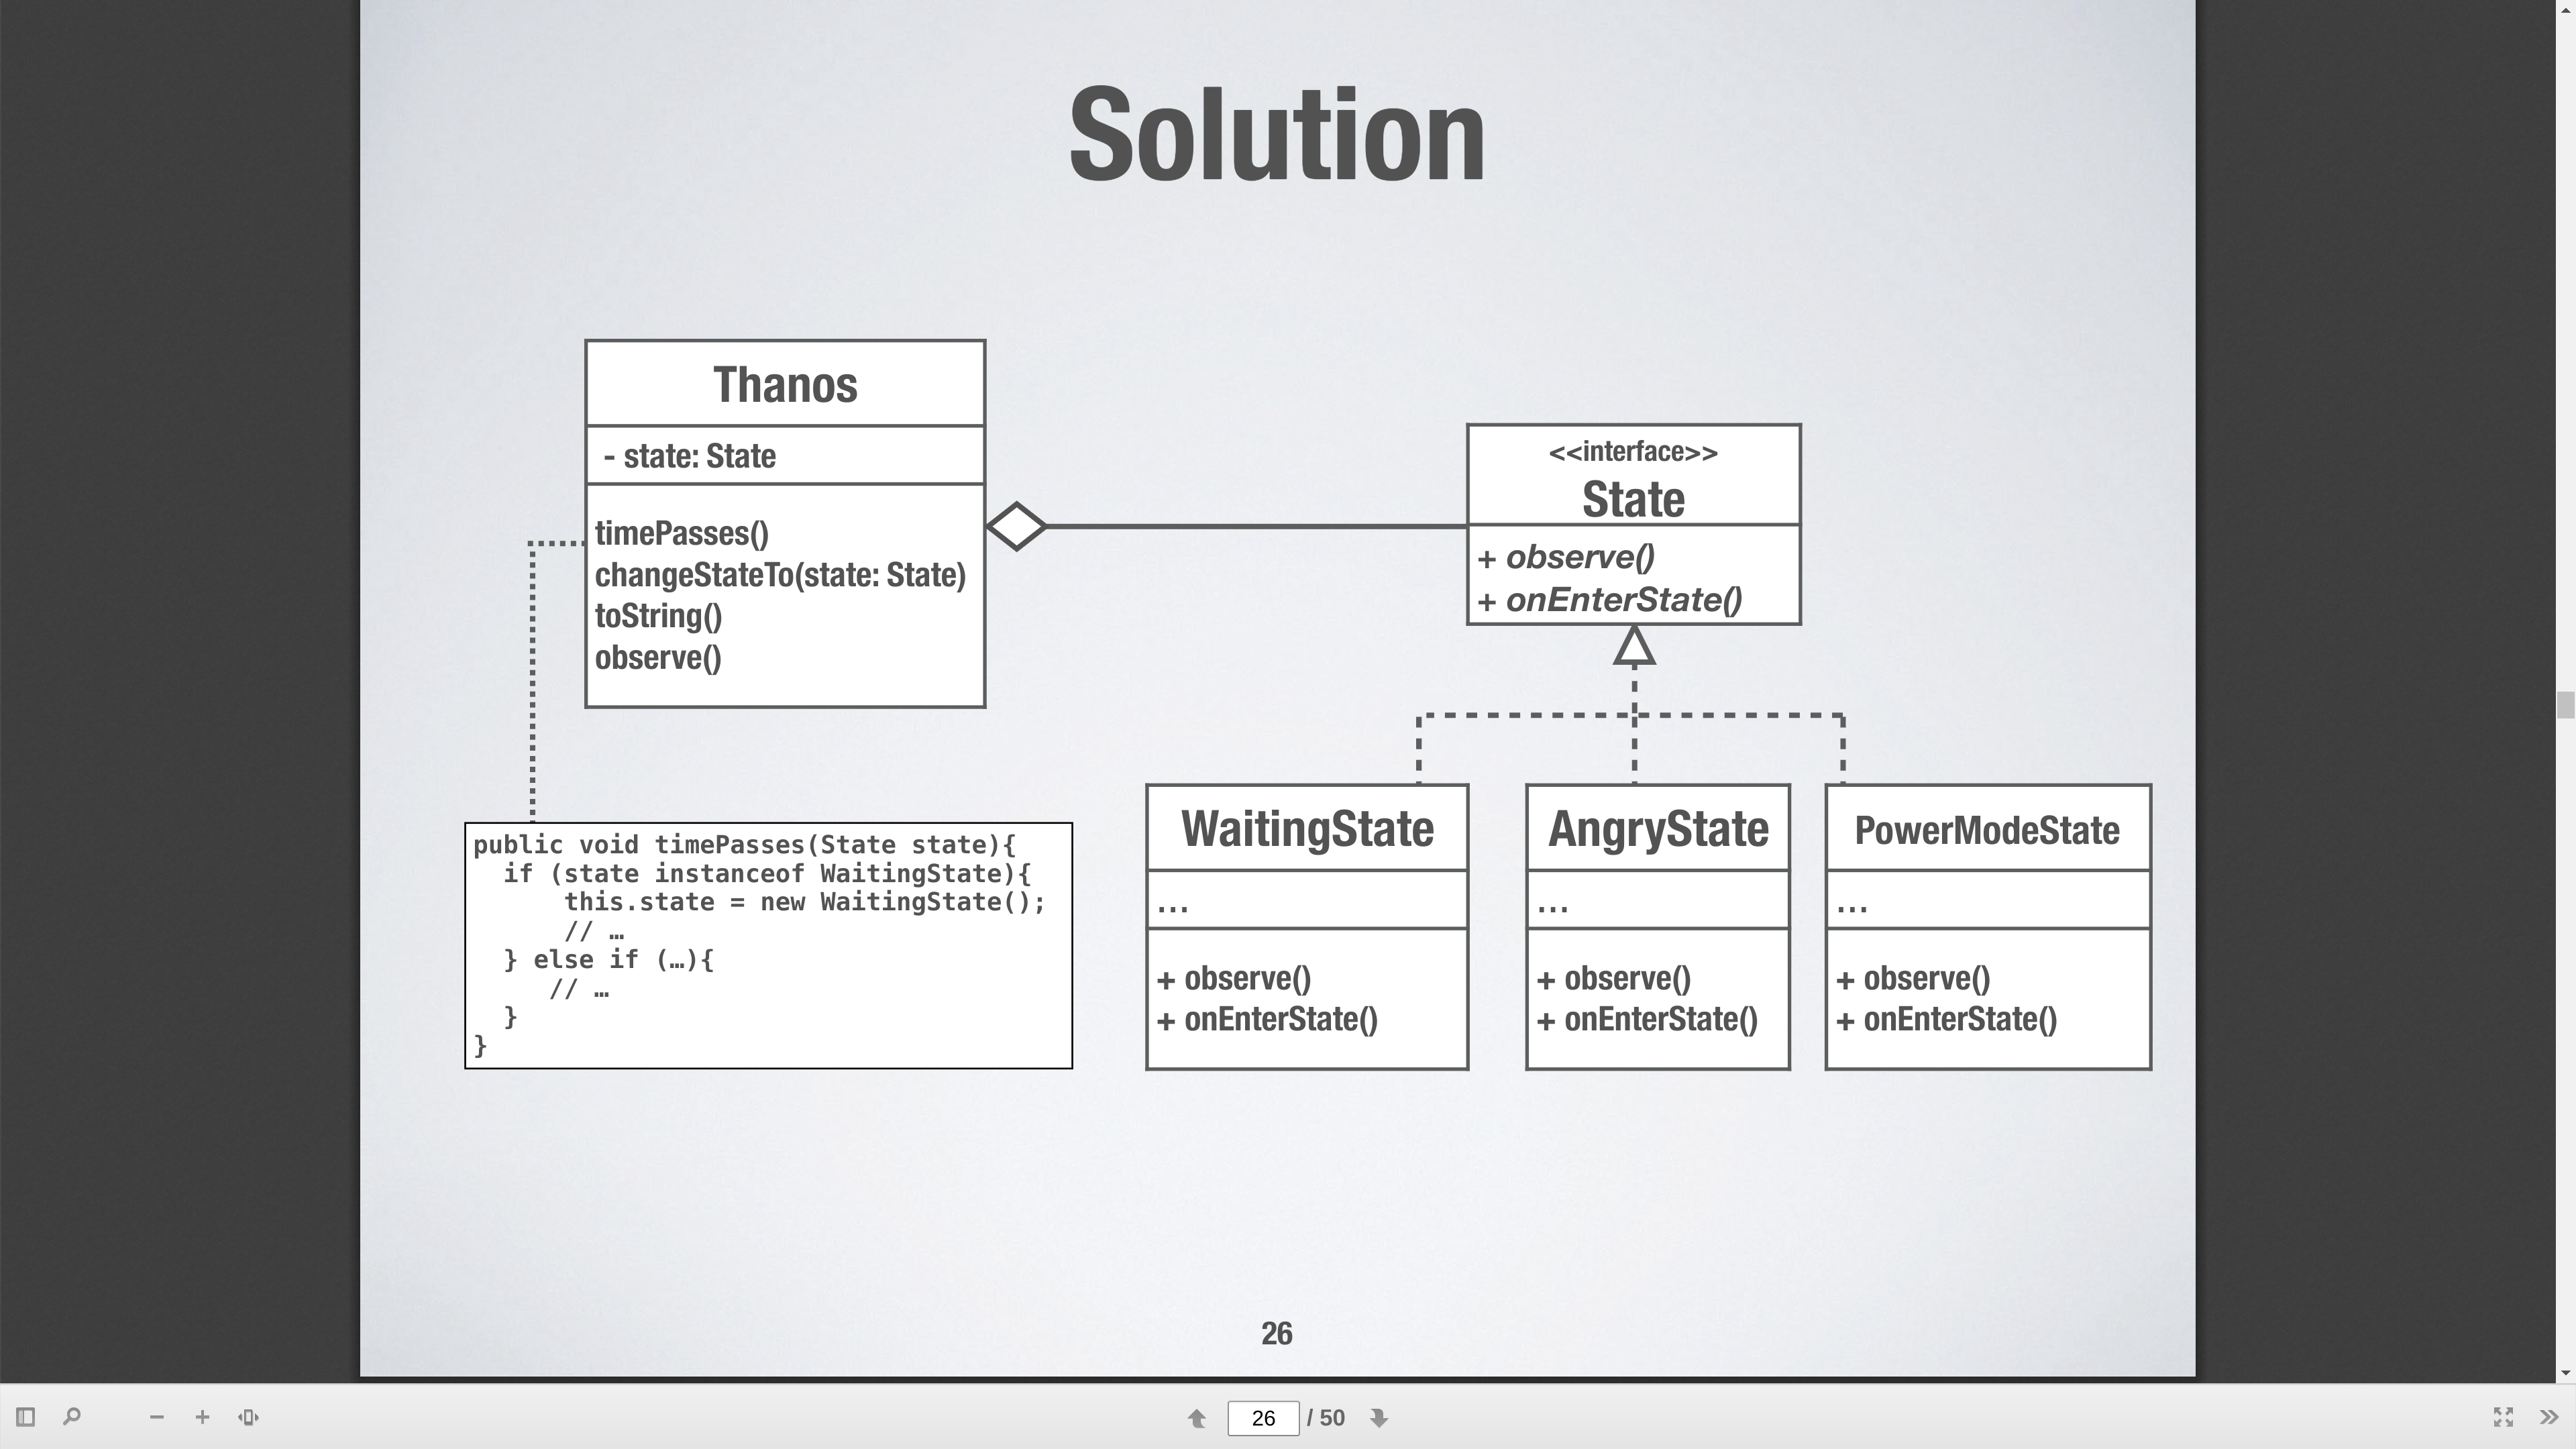 Solution
Thanos
- state: State
timePasses()
changeStateTo(state: State)
toString()
observe()
<<interface>>
State
+ observe()
+ onEnterState()
public void timePasses(State state){
if (state instanceof WaitingState){
this.state = new WaitingState();
// …
} else if (…){
// …
}
}
WaitingState
...
+ observe()
+ onEnterState()
AngryState
...
+ observe()
+ onEnterState()
PowerModeState
...
+ observe()
+ onEnterState()
26
26 / 50